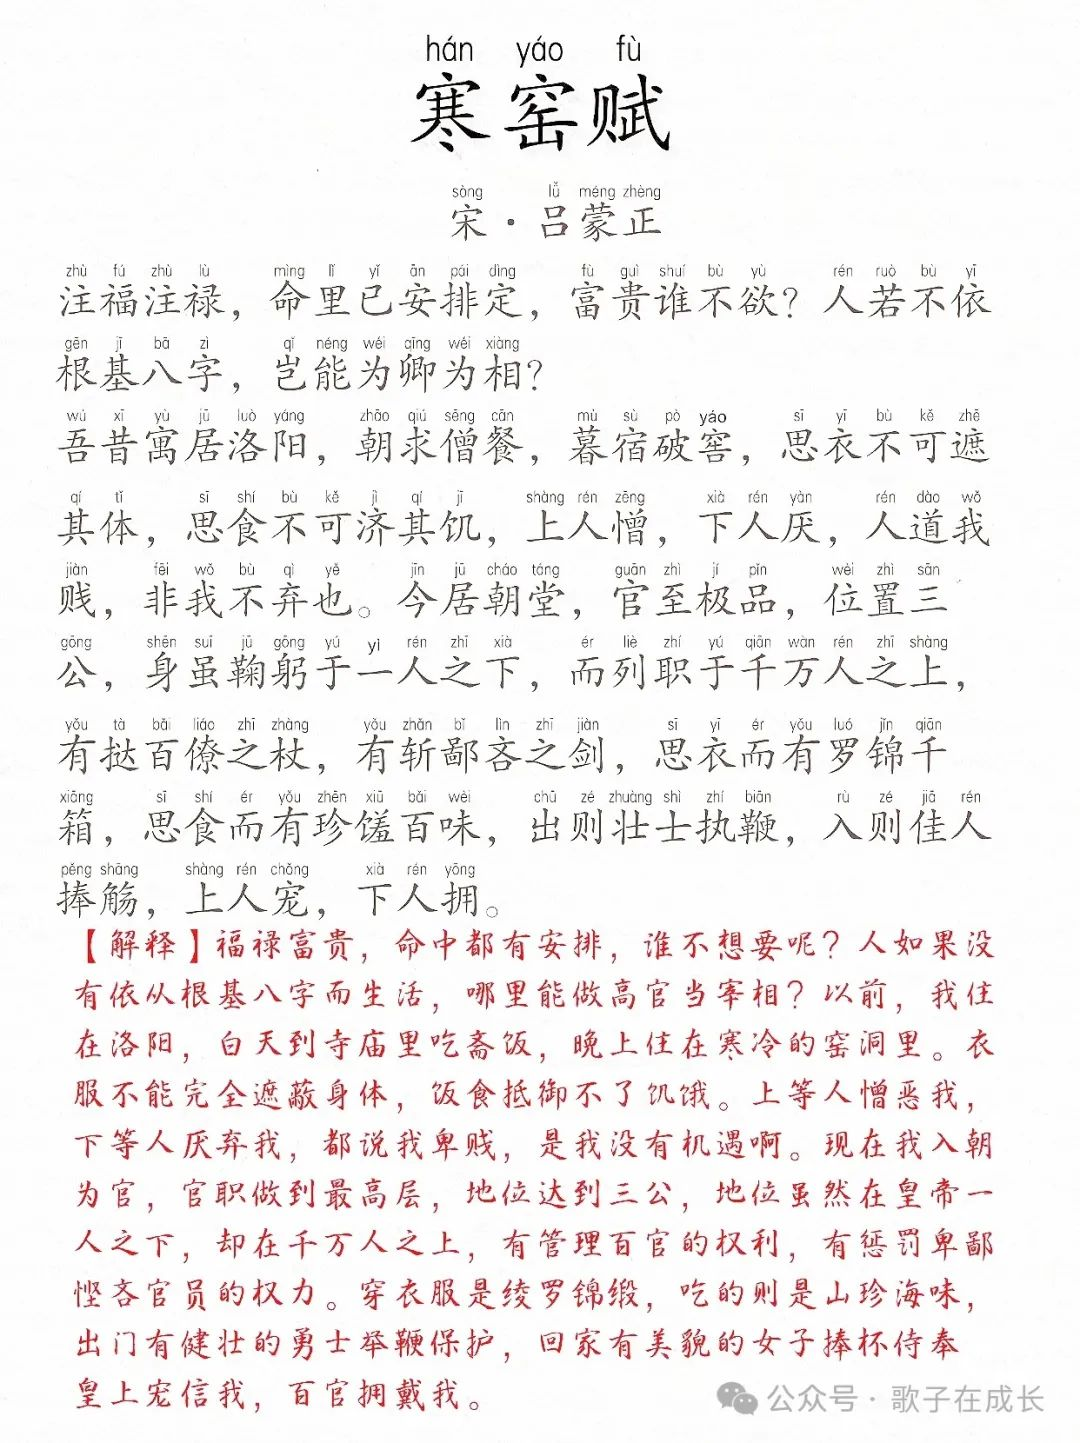 hán yáo fù
寒窑赋
sòng lǚ méng zhèng
宋·吕蒙正
zhù fú zhù lù mìng lǐ yǐ ān pái dìng fù guì shuí bù yù rén ruò bù yī
注福注禄，命里已安排定，富贵谁不欲？人若不依
gēn jī bā zì qǐ néng wéi qīng wéi xiàng
根基八字，岂能为卿为相？
wú xī yù jū luò yáng zhāo qiú sēng cān mù sù pò yáo sī yī bù kě zhē
吾昔寓居洛阳，朝求僧餐，暮宿破窑，思衣不可遮
qí tǐ sī shí bù kě jì qí jī shàng rén zēng xià rén yàn rén dào wǒ
其体，思食不可济其饥，上人憎，下人厌，人道我
jiàn fēi wǒ bù qì yě jīn jū cháo táng guān zhì jí pǐn wèi zhì sān
贱，非我不弃也。今居朝堂，官至极品，位置三
gōng shēn suī jū gōng yú yì rén zhī xià ér liè zhí yú qiān wàn rén zhī shàng
公，身虽鞠躬于一人之下，而列职于千万人之上，
yǒu tà bǎi liáo zhī zhàng yǒu zhǎn bǐ lìn zhī jiàn sī yī ér yǒu luó jǐn qiān
有挞百僚之杖，有斩鄙吝之剑，思衣而有罗锦千
xiāng sī shí ér yǒu zhēn xiū bǎi wèi chū zé zhuàng shì zhí biān rù zé jiā rén
箱，思食而有珍馐百味，出则壮士执鞭，入则佳人
pěng shāng shàng rén chǒng xià rén yōng
捧觞，上人宠，下人拥。
【解释】福禄富贵，命中都有安排，谁不想要呢？人如果没
有依从根基八字而生活，哪里能做高官当宰相？以前，我住
在洛阳，白天到寺庙里吃斋饭，晚上住在寒冷的窑洞里。衣
服不能完全遮蔽身体，饭食抵御不了饥饿。上等人憎恶我，
下等人厌弃我，都说我卑贱，是我没有机遇啊。现在我入朝
为官，官职做到最高层，地位达到三公，地位虽然在皇帝一
人之下，却在千万人之上，有管理百官的权利，有惩罚卑鄙
悭吝官员的权力。穿衣服是绫罗锦缎，吃的则是山珍海味，
出门有健壮的勇士举鞭保护，回家有美貌的女子捧杯侍奉
皇上宠信我，百官拥戴我。
公众号·歌子在成长